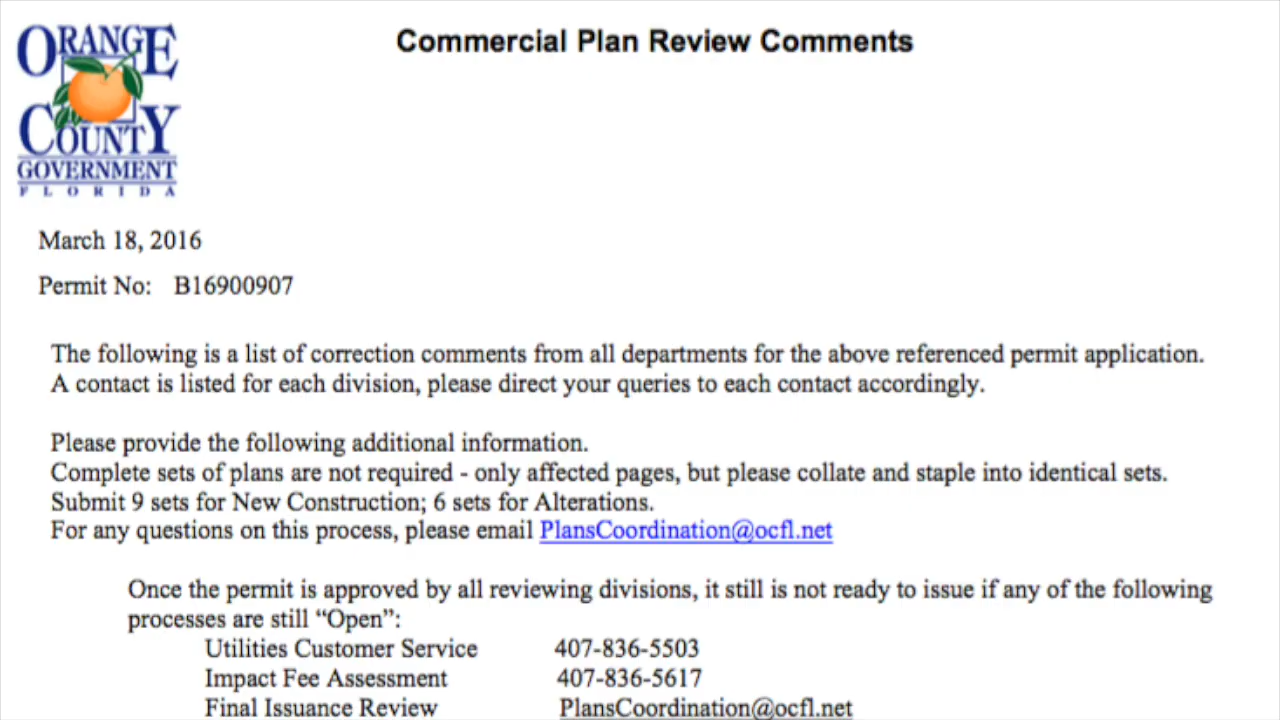 ORANGE
COUNTY
GOVERNMENT
FLORIDA
Commercial Plan Review Comments
March 18, 2016
Permit No: B16900907
The following is a list of correction comments from all departments for the above referenced permit application.
A contact is listed for each division, please direct your queries to each contact accordingly.
Please provide the following additional information.
Complete sets of plans are not required - only affected pages, but please collate and staple into identical sets.
Submit 9 sets for New Construction; 6 sets for Alterations.
For any questions on this process, please email PlansCoordination@ocfl.net
Once the permit is approved by all reviewing divisions, it still is not ready to issue if any of the following
processes are still “Open”:
Utilities Customer Service 407-836-5503
Impact Fee Assessment 407-836-5617
Final Issuance Review PlansCoordination@ocfl.net